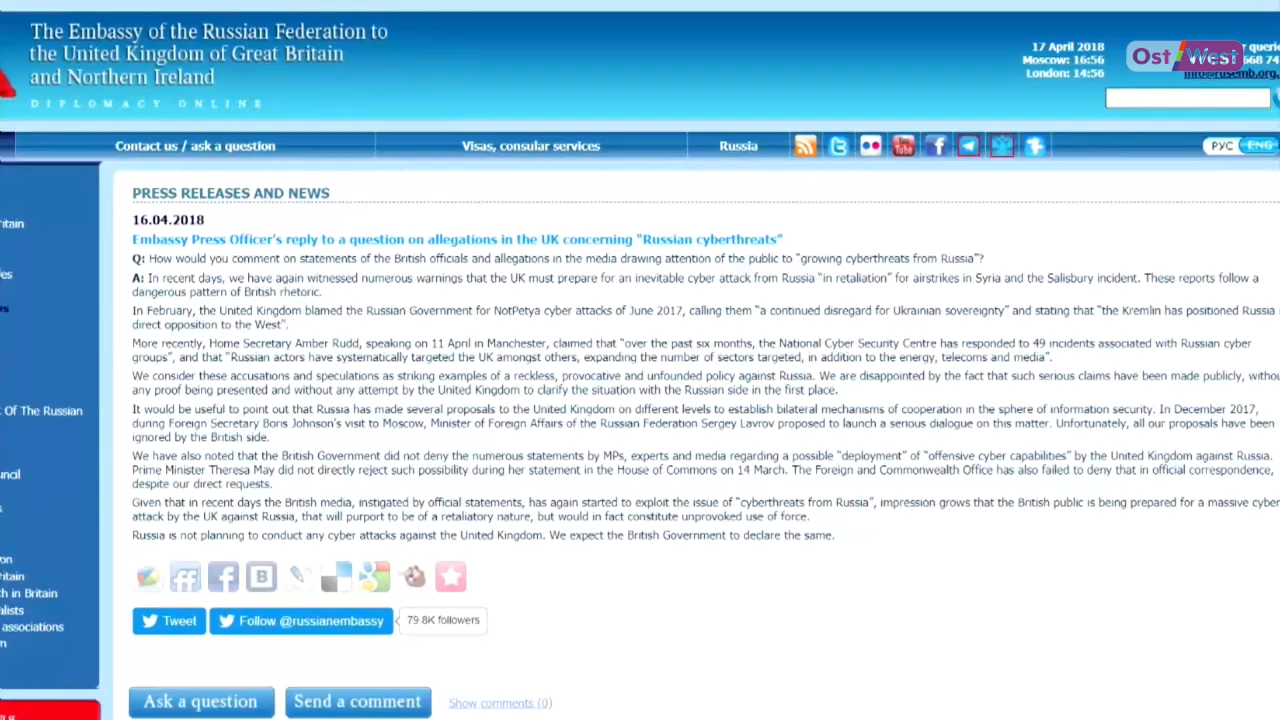 The Embassy of the Russian Federation to
the United Kingdom of Great Britain
and Northern Ireland
DIPLOMACY ONLINE
17 April 2018
Moscow: 16:56
London: 14:56
Ost West
info@rusemb.org.
Contact us / ask a question
Visas, consular services
Russia
РУС
ENG
PRESS RELEASES AND NEWS
16.04.2018
Embassy Press Officer's reply to a question on allegations in the UK concerning "Russian cyberthreats"
Q: How would you comment on statements of the British officials and allegations in the media drawing attention of the public to "growing cyberthreats from Russia"?
A: In recent days, we have again witnessed numerous warnings that the UK must prepare for an inevitable cyber attack from Russia "in retaliation" for airstrikes in Syria and the Salisbury incident. These reports follow a
dangerous pattern of British rhetoric.
In February, the United Kingdom blamed the Russian Government for NotPetya cyber attacks of June 2017, calling them "a continued disregard for Ukrainian sovereignty" and stating that "the Kremlin has positioned Russia
direct opposition to the West".
More recently, Home Secretary Amber Rudd, speaking on 11 April in Manchester, claimed that "over the past six months, the National Cyber Security Centre has responded to 49 incidents associated with Russian cyber
groups", and that "Russian actors have systematically targeted the UK amongst others, expanding the number of sectors targeted, in addition to the energy, telecoms and media".
We consider these accusations and speculations as striking examples of a reckless, provocative and unfounded policy against Russia. We are disappointed by the fact that such serious claims have been made publicly, withou
any proof being presented and without any attempt by the United Kingdom to clarify the situation with the Russian side in the first place.
It would be useful to point out that Russia has made several proposals to the United Kingdom on different levels to establish bilateral mechanisms of cooperation in the sphere of information security. In December 2017,
during Foreign Secretary Boris Johnson's visit to Moscow, Minister of Foreign Affairs of the Russian Federation Sergey Lavrov proposed to launch a serious dialogue on this matter. Unfortunately, all our proposals have been
ignored by the British side.
We have also noted that the British Government did not deny the numerous statements by MPs, experts and media regarding a possible "deployment" of "offensive cyber capabilities" by the United Kingdom against Russia.
Prime Minister Theresa May did not directly reject such possibility during her statement in the House of Commons on 14 March. The Foreign and Commonwealth Office has also failed to deny that in official correspondence,
despite our direct requests.
Given that in recent days the British media, instigated by official statements, has again started to exploit the issue of "cyberthreats from Russia", impression grows that the British public is being prepared for a massive cyber
attack by the UK against Russia, that will purport to be of a retaliatory nature, but would in fact constitute unprovoked use of force.
Russia is not planning to conduct any cyber attacks against the United Kingdom. We expect the British Government to declare the same.
Of The Russian
ritain
h in Britain
associations
Tweet
Follow @russianembassy
79.8K followers
Ask a question
Send a comment
Show comments (0)